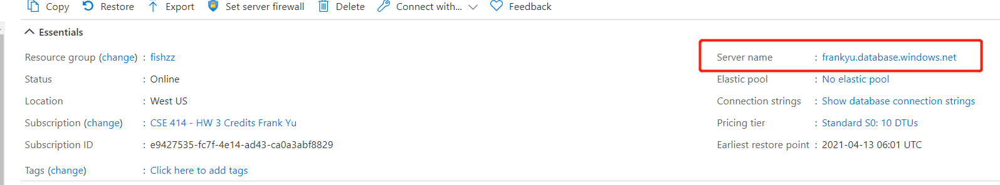 Copy Restore Export Set server firewall Delete Connect with... Feedback
Essentials
Resource group (change) : fishzz
Status : Online
Location : West US
Subscription (change) : CSE 414 - HW 3 Credits Frank Yu
Subscription ID : e9427535-fc7f-4e14-ad43-ca0a3abf8829
Tags (change) : Click here to add tags
Server name : frankyu.database.windows.net
Elastic pool : No elastic pool
Connection strings : Show database connection strings
Pricing tier : Standard S0: 10 DTUs
Earliest restore point : 2021-04-13 06:01 UTC